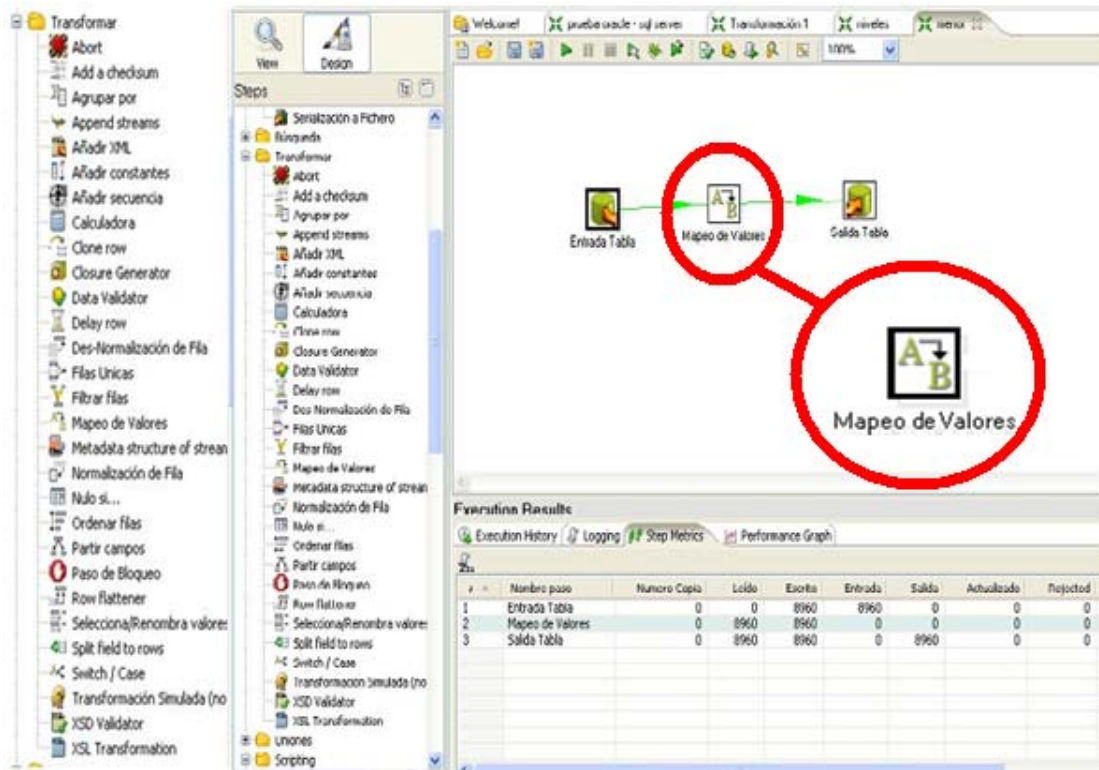 Transformar
Abort
Add a checksum
Agrupar por
Append streams
Añadir XML
Añadir constantes
Añadir secuencia
Calculadora
Clone row
Closure Generator
Data Validator
Delay row
Des-Normalización de Fila
Filas Unicas
Filtrar filas
Mapeo de Valores
Metadata structure of strean
Normalización de Fila
Nulo si...
Ordenar filas
Partir campos
Paso de Bloqueo
Row flattener
Selecciona/Renombra valores
Split field to rows
Switch / Case
Transformación Simulada (no
XSD Validator
XSL Transformation
View
Design
Steps
Serialización a Fichero
Búsqueda
Transformar
Abort
Add a checksum
Agrupar por
Append streams
Añadir XML
Añadir constantes
Añadir secuencia
Calculadora
Clone row
Closure Generator
Data Validator
Delay row
Des-Normalización de Fila
Filas Unicas
Filtrar filas
Mapeo de Valores
Metadata structure of strean
Normalización de Fila
Nulo si...
Ordenar filas
Partir campos
Paso de Bloqueo
Row flattener
Selecciona/Renombra valores
Split field to rows
Switch / Case
Transformación Simulada (no
XSD Validator
XSL Transformation
Uniones
Scripting
Welcome! prueba oracle - sql server Transformación 1 niveles menor
100%
Entrada Tabla
Mapeo de Valores
Salida Tabla
A B
Mapeo de Valores
Execution Results
Execution History Logging Step Metrics Performance Graph
# Nombre paso Numero Copia Leído Escrito Entrada Salida Actualizado Rejected
1 Entrada Tabla 0 0 8960 8960 0 0 0
2 Mapeo de Valores 0 8960 8960 0 0 0 0
3 Salida Tabla 0 8960 8960 0 8960 0 0